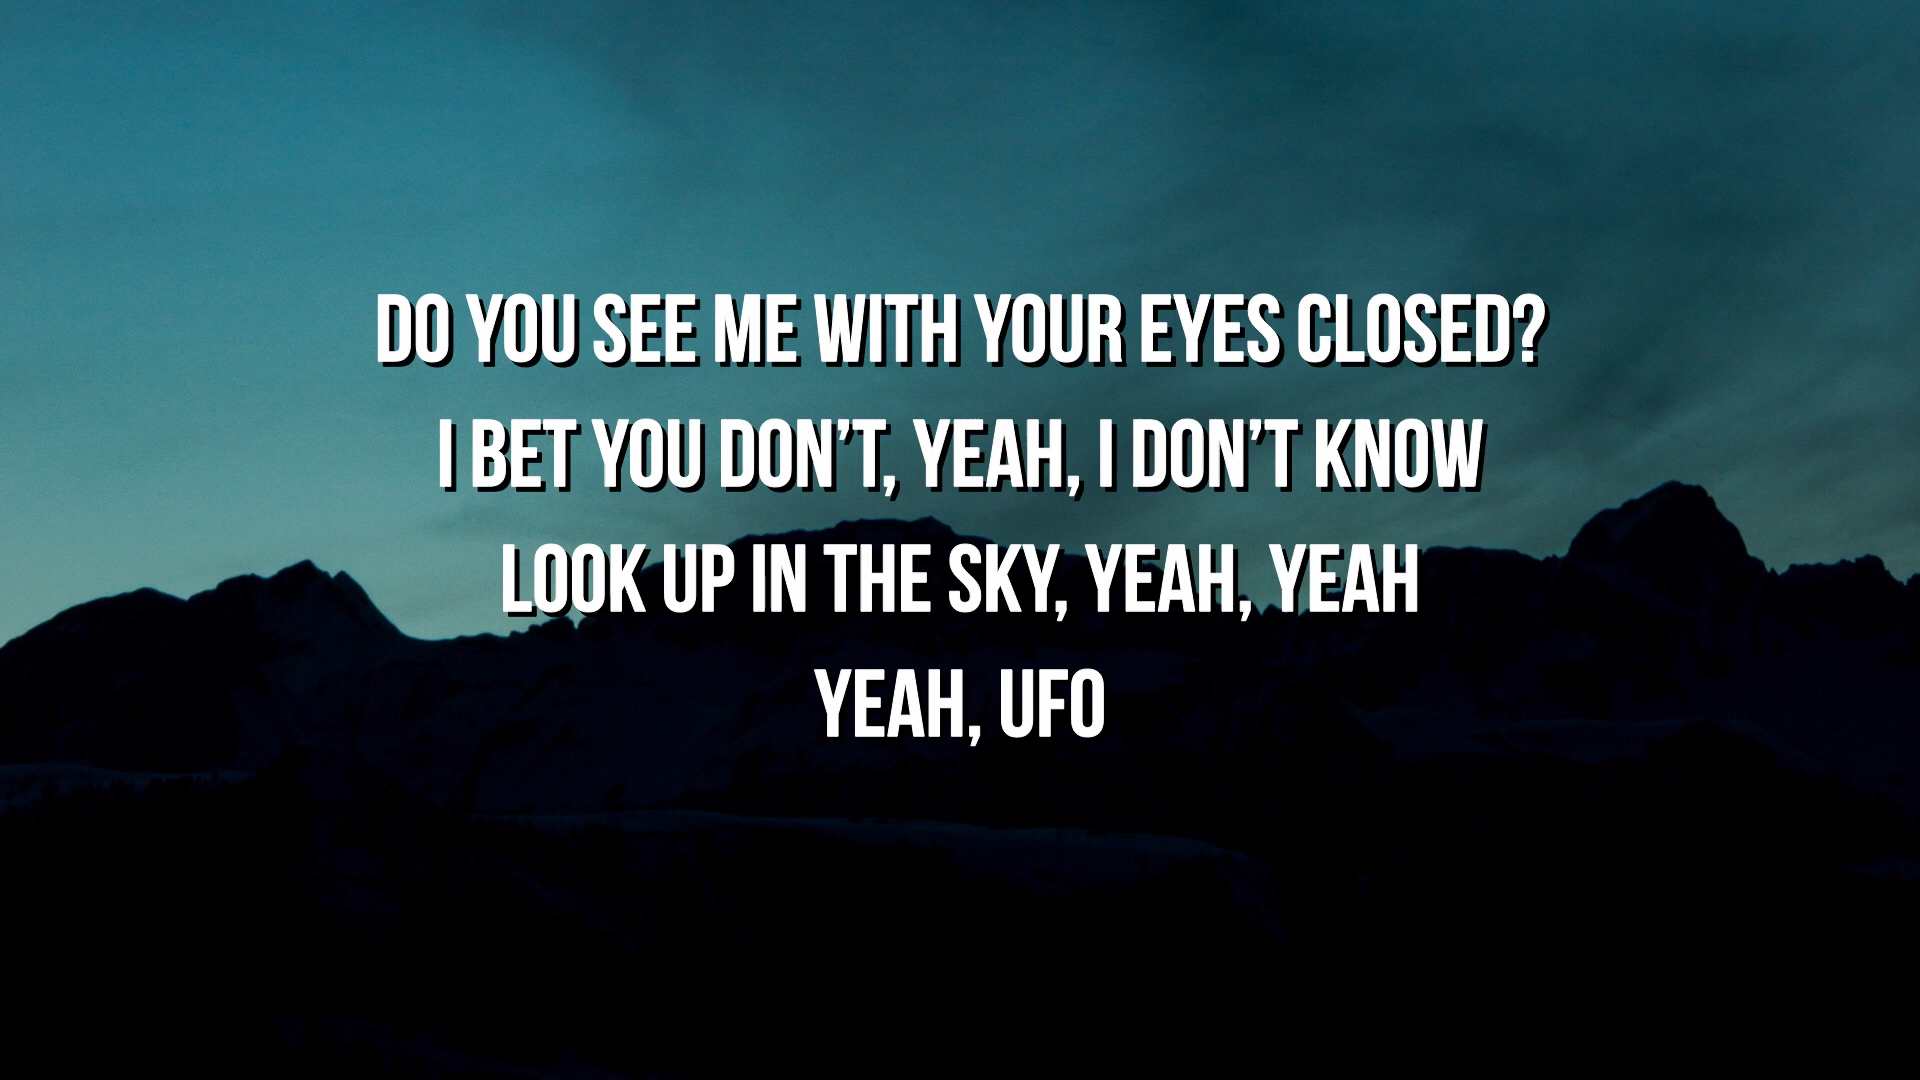 DO YOU SEE ME WITH YOUR EYES CLOSED?
I BET YOU DON’T, YEAH, I DON’T KNOW
LOOK UP IN THE SKY, YEAH, YEAH
YEAH, UFO